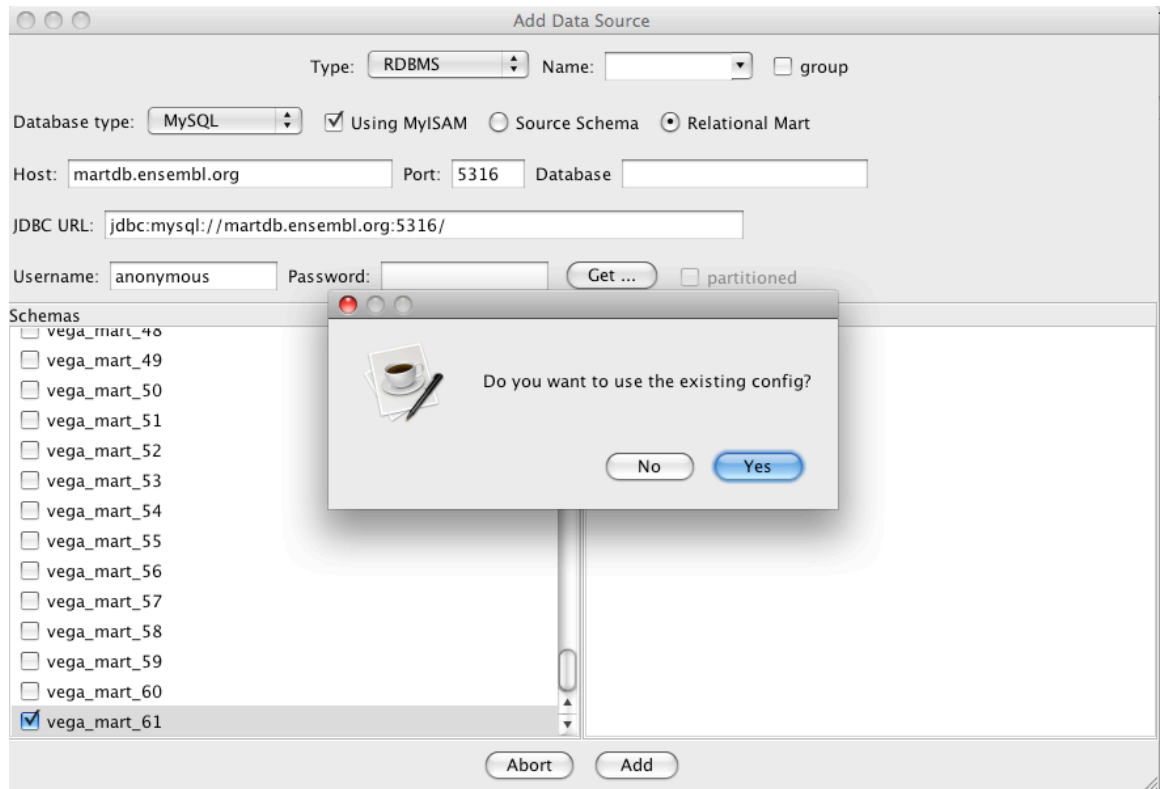 Add Data Source
Type: RDBMS Name: group
Database type: MySQL Using MyISAM Source Schema Relational Mart
Host: martdb.ensembl.org Port: 5316 Database
JDBC URL: jdbc:mysql://martdb.ensembl.org:5316/
Username: anonymous Password: Get ... partitioned
Schemas
vega_mart_48
vega_mart_49
vega_mart_50
vega_mart_51
vega_mart_52
vega_mart_53
vega_mart_54
vega_mart_55
vega_mart_56
vega_mart_57
vega_mart_58
vega_mart_59
vega_mart_60
vega_mart_61
Do you want to use the existing config?
No Yes
Abort Add